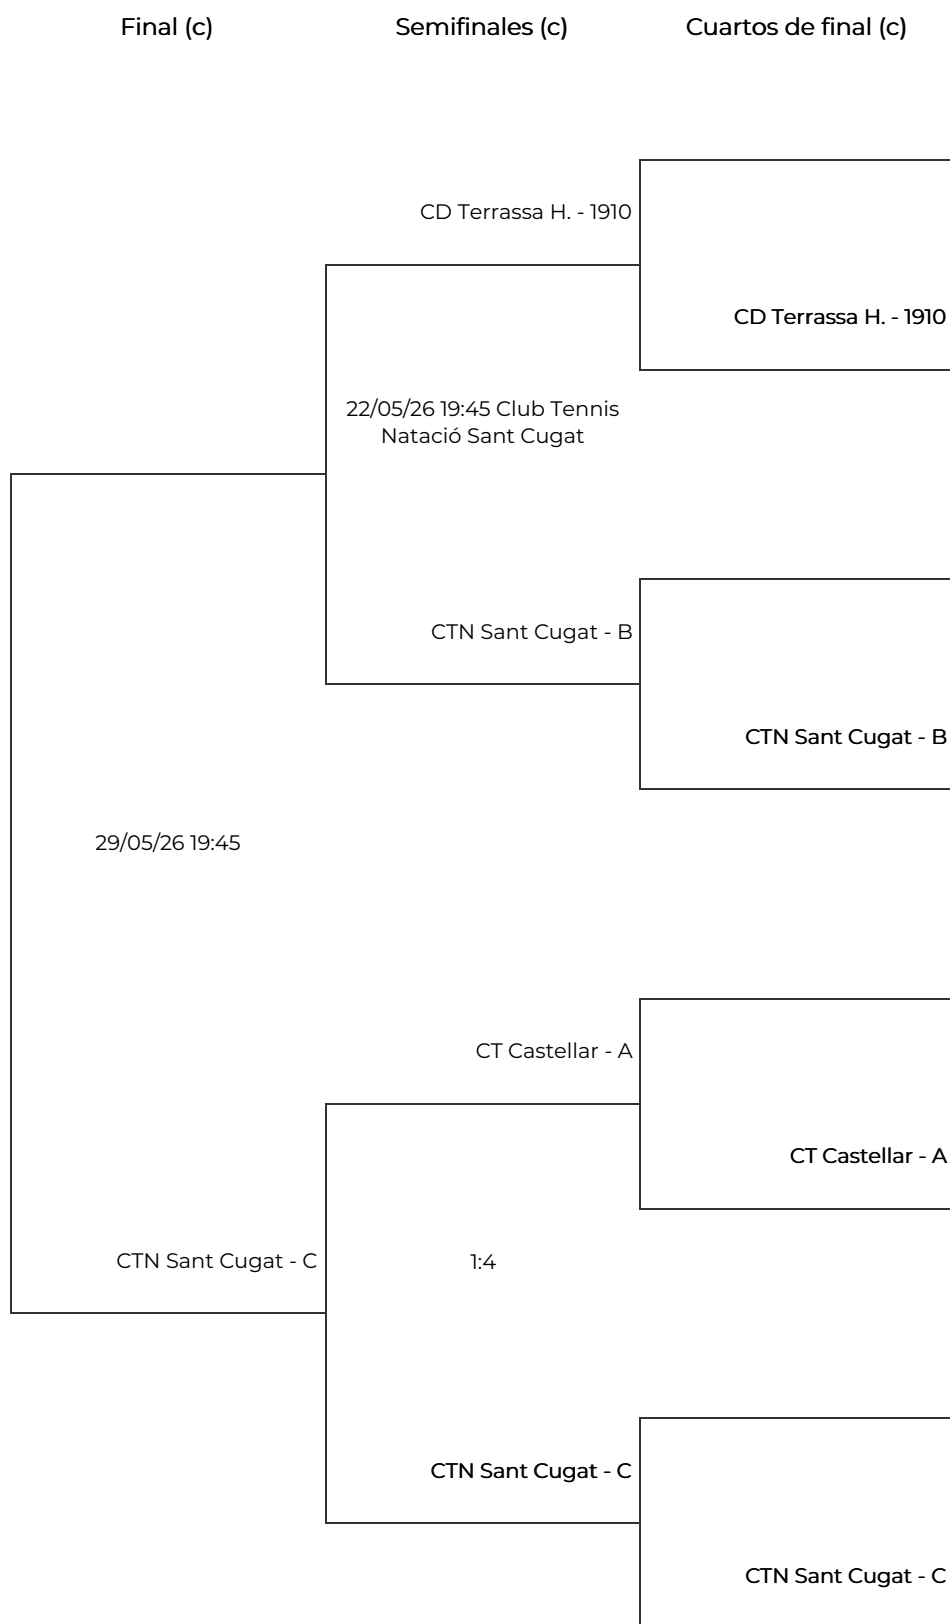 Final (c)
Semifinales (c)
Cuartos de final (c)
CD Terrassa H. - 1910
CD Terrassa H. - 1910
22/05/26 19:45 Club Tennis
Natació Sant Cugat
CTN Sant Cugat - B
CTN Sant Cugat - B
29/05/26 19:45
CT Castellar - A
CT Castellar - A
CTN Sant Cugat - C
1:4
CTN Sant Cugat - C
CTN Sant Cugat - C